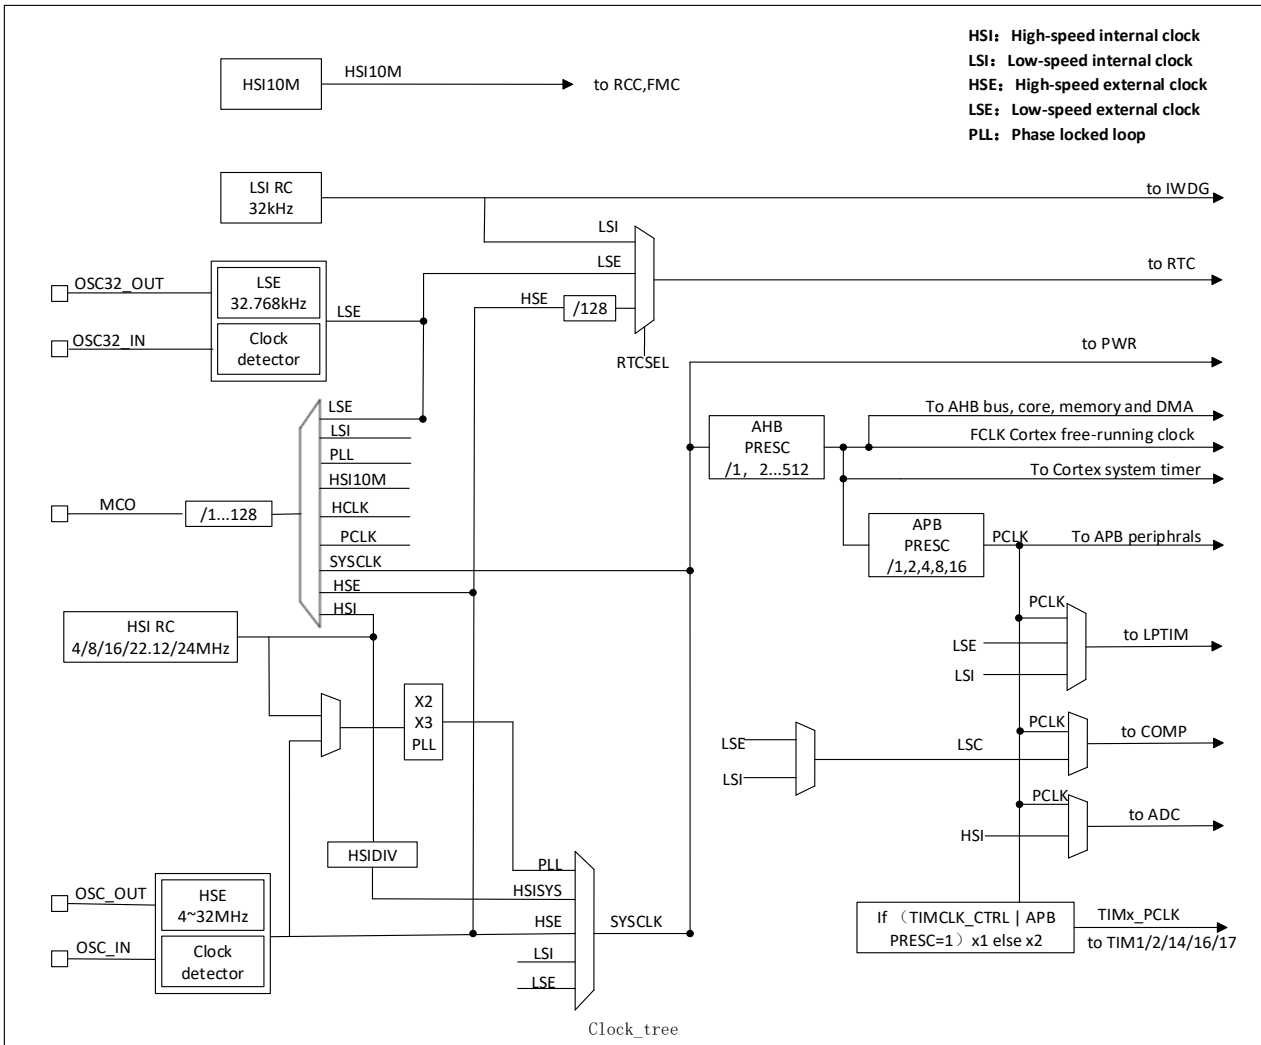 HSI：High-speed internal clock
LSI：Low-speed internal clock
HSE：High-speed external clock
LSE：Low-speed external clock
PLL：Phase locked loop
HSI10M
HSI10M
to RCC,FMC
LSI RC
32kHz
to IWDG
LSI
LSE
to RTC
HSE
/128
RTCSEL
OSC32_OUT
LSE
32.768kHz
LSE
OSC32_IN
Clock
detector
to PWR
LSE
LSI
PLL
HSI10M
HCLK
PCLK
SYSCLK
HSE
HSI
MCO
/1...128
AHB
PRESC
/1，2...512
To AHB bus, core, memory and DMA
FCLK Cortex free-running clock
To Cortex system timer
APB
PRESC
/1,2,4,8,16
PCLK
To APB periphrals
HSI RC
4/8/16/22.12/24MHz
PCLK
LSE
LSI
to LPTIM
X2
X3
PLL
LSE
LSI
LSC
PCLK
to COMP
PCLK
HSI
to ADC
HSIDIV
PLL
HSISYS
HSE
LSI
LSE
SYSCLK
OSC_OUT
HSE
4~32MHz
OSC_IN
Clock
detector
If （TIMCLK_CTRL | APB
PRESC=1）x1 else x2
TIMx_PCLK
to TIM1/2/14/16/17
Clock_tree